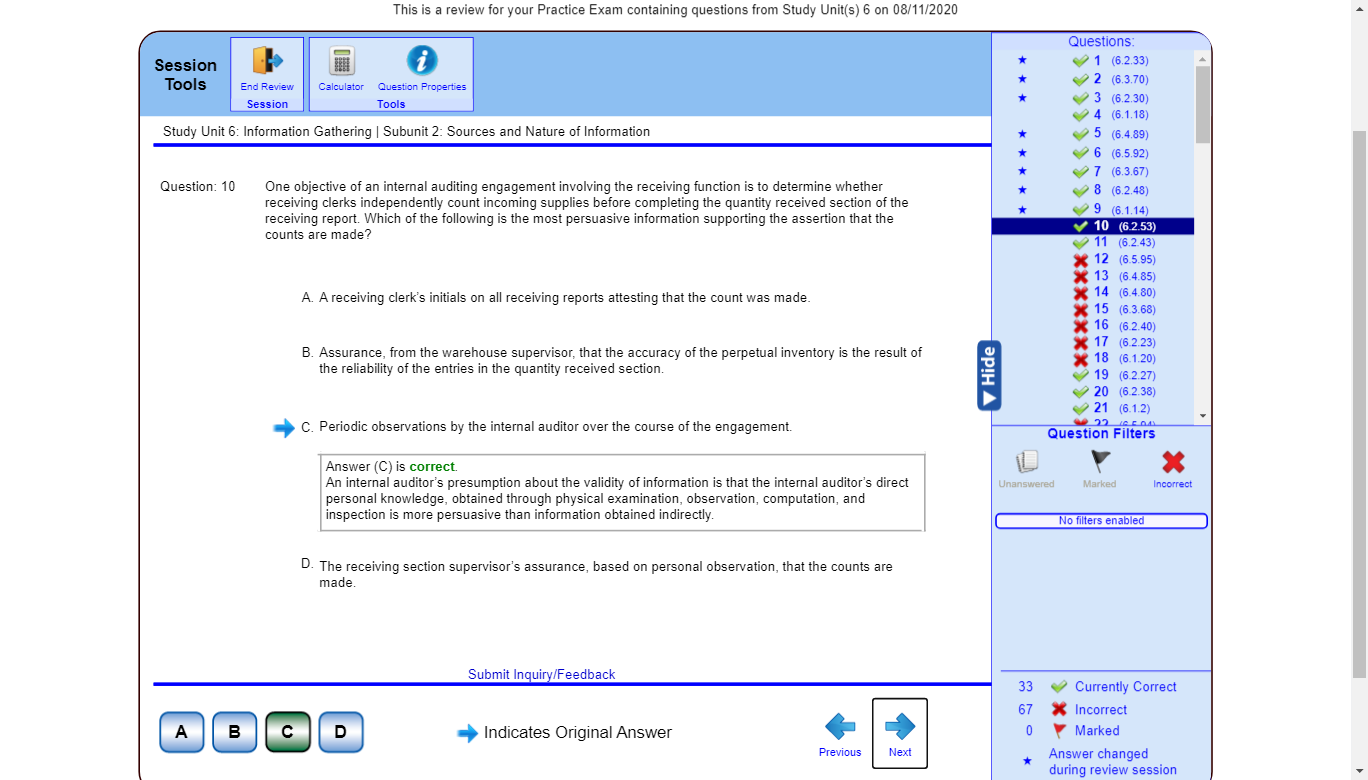 This is a review for your Practice Exam containing questions from Study Unit(s) 6 on 08/11/2020
Session
Tools
End Review
Session
Calculator
Question Properties
Tools
Study Unit 6: Information Gathering | Subunit 2: Sources and Nature of Information
Question: 10
One objective of an internal auditing engagement involving the receiving function is to determine whether
receiving clerks independently count incoming supplies before completing the quantity received section of the
receiving report. Which of the following is the most persuasive information supporting the assertion that the
counts are made?
A. A receiving clerk's initials on all receiving reports attesting that the count was made.
B. Assurance, from the warehouse supervisor, that the accuracy of the perpetual inventory is the result of
the reliability of the entries in the quantity received section.
C. Periodic observations by the internal auditor over the course of the engagement.
Answer (C) is correct.
An internal auditor's presumption about the validity of information is that the internal auditor's direct
personal knowledge, obtained through physical examination, observation, computation, and
inspection is more persuasive than information obtained indirectly.
D. The receiving section supervisor's assurance, based on personal observation, that the counts are
made.
Submit Inquiry/Feedback
A
B
C
D
Indicates Original Answer
Previous
Next
Questions:
1 (6.2.33)
2 (6.3.70)
3 (6.2.30)
4 (6.1.18)
5 (6.4.89)
6 (6.5.92)
7 (6.3.67)
8 (6.2.48)
9 (6.1.14)
10 (6.2.53)
11 (6.2.43)
12 (6.5.95)
13 (6.4.85)
14 (6.4.80)
15 (6.3.68)
16 (6.2.40)
17 (6.2.23)
18 (6.1.20)
19 (6.2.27)
20 (6.2.38)
21 (6.1.2)
22 (6.5.94)
Hide
Question Filters
Unanswered
Marked
Incorrect
No filters enabled
33 Currently Correct
67 Incorrect
0 Marked
Answer changed
during review session